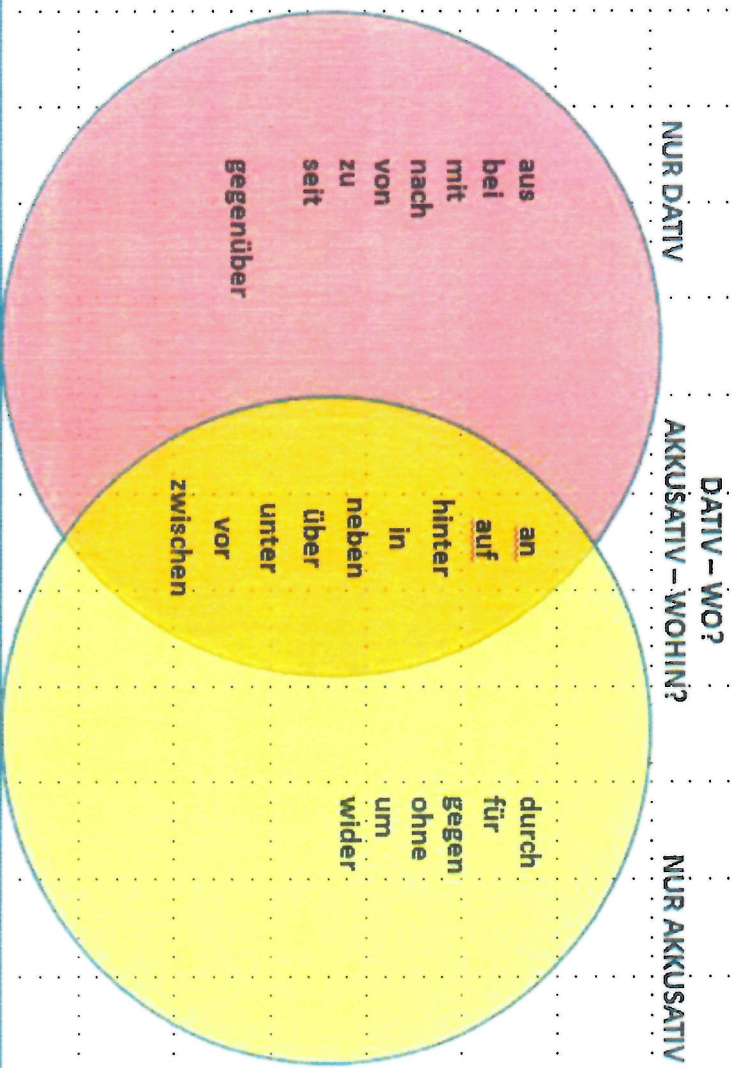 NUR DATIV
DATIV – WO?
AKKUSATIV – WOHIN?
NUR AKKUSATIV
aus
bei
mit
nach
von
zu
seit
gegenüber
an
auf
hinter
in
neben
über
unter
vor
zwischen
durch
für
gegen
ohne
um
wider